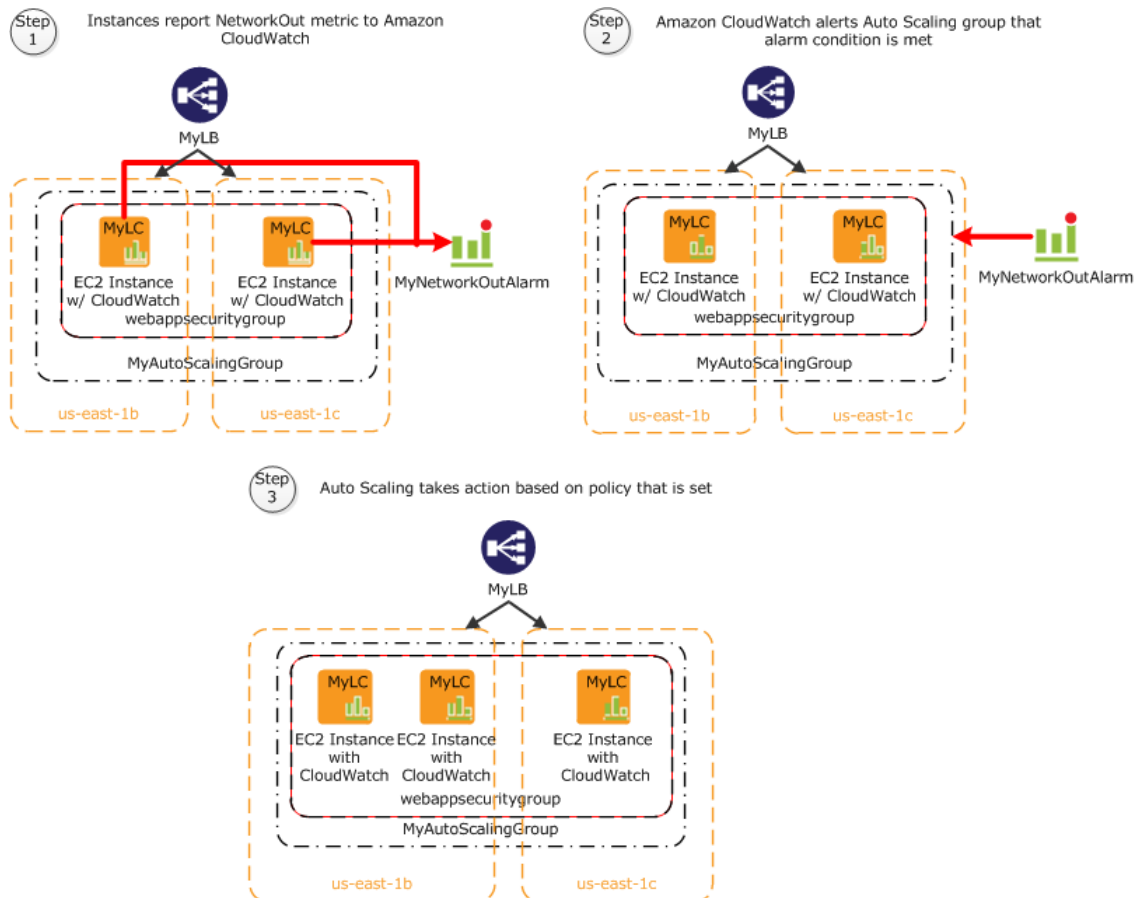 Step
1
Instances report NetworkOut metric to Amazon
CloudWatch
MyLB
MyLC
MyLC
EC2 Instance
w/ CloudWatch
EC2 Instance
w/ CloudWatch
webappsecuritygroup
MyAutoScalingGroup
us-east-1b
us-east-1c
MyNetworkOutAlarm
Step
2
Amazon CloudWatch alerts Auto Scaling group that
alarm condition is met
MyLB
MyLC
MyLC
EC2 Instance
w/ CloudWatch
EC2 Instance
w/ CloudWatch
webappsecuritygroup
MyAutoScalingGroup
us-east-1b
us-east-1c
MyNetworkOutAlarm
Step
3
Auto Scaling takes action based on policy that is set
MyLB
MyLC
MyLC
MyLC
EC2 Instance
with
CloudWatch
EC2 Instance
with
CloudWatch
EC2 Instance
with
CloudWatch
webappsecuritygroup
MyAutoScalingGroup
us-east-1b
us-east-1c